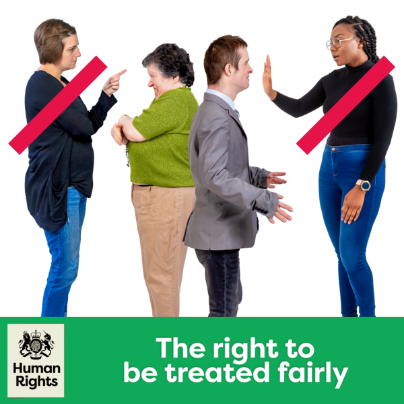 Human
Rights
The right to
be treated fairly